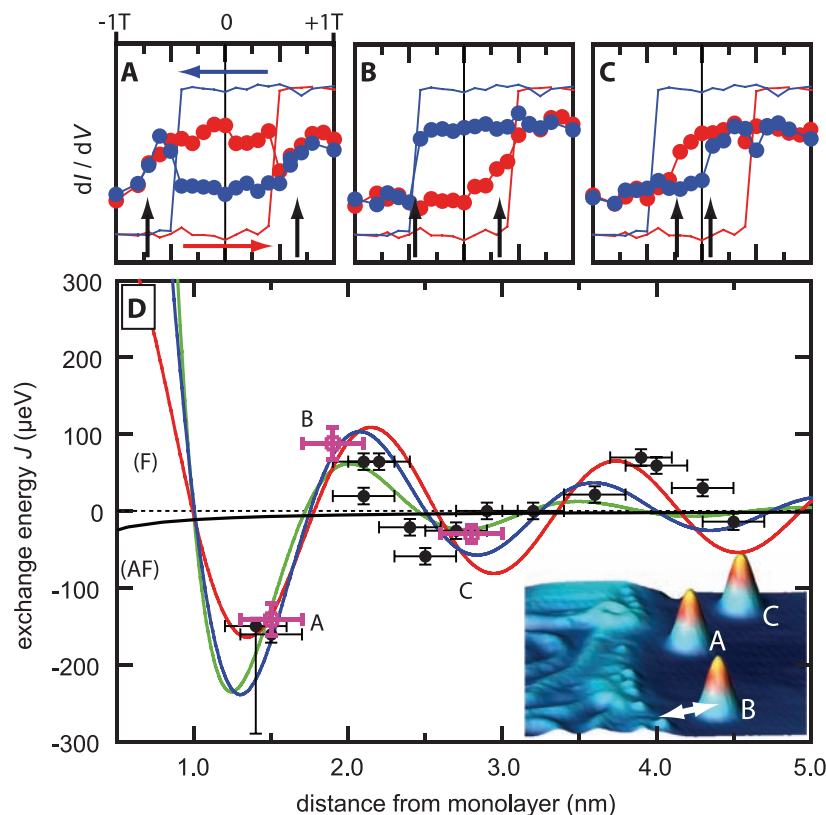 -1T 0 +1T
A B C
dI / dV
D
300
200
100
0
-100
-200
-300
exchange energy J (µeV)
(F)
(AF)
B
A
C
C
A
B
1.0 2.0 3.0 4.0 5.0
distance from monolayer (nm)